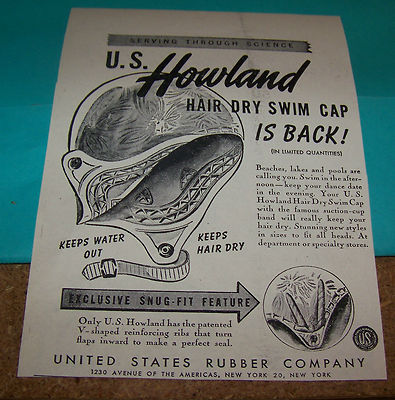 SERVING THROUGH SCIENCE
U.S. Howland
HAIR DRY SWIM CAP
IS BACK!
(IN LIMITED QUANTITIES)
Beaches, lakes and pools are
calling you. Swim in the after-
noon—keep your dance date
in the evening. Your U. S.
Howland Hair Dry Swim Cap
with the famous suction-cup
band will really keep your
hair dry. Stunning new styles
in sizes to fit all heads. At
department or specialty stores.
KEEPS WATER
OUT
KEEPS
HAIR DRY
EXCLUSIVE SNUG-FIT FEATURE
Only U. S. Howland has the patented
V-shaped reinforcing ribs that turn
flaps inward to make a perfect seal.
US
UNITED STATES RUBBER COMPANY
1230 AVENUE OF THE AMERICAS, NEW YORK 20, NEW YORK